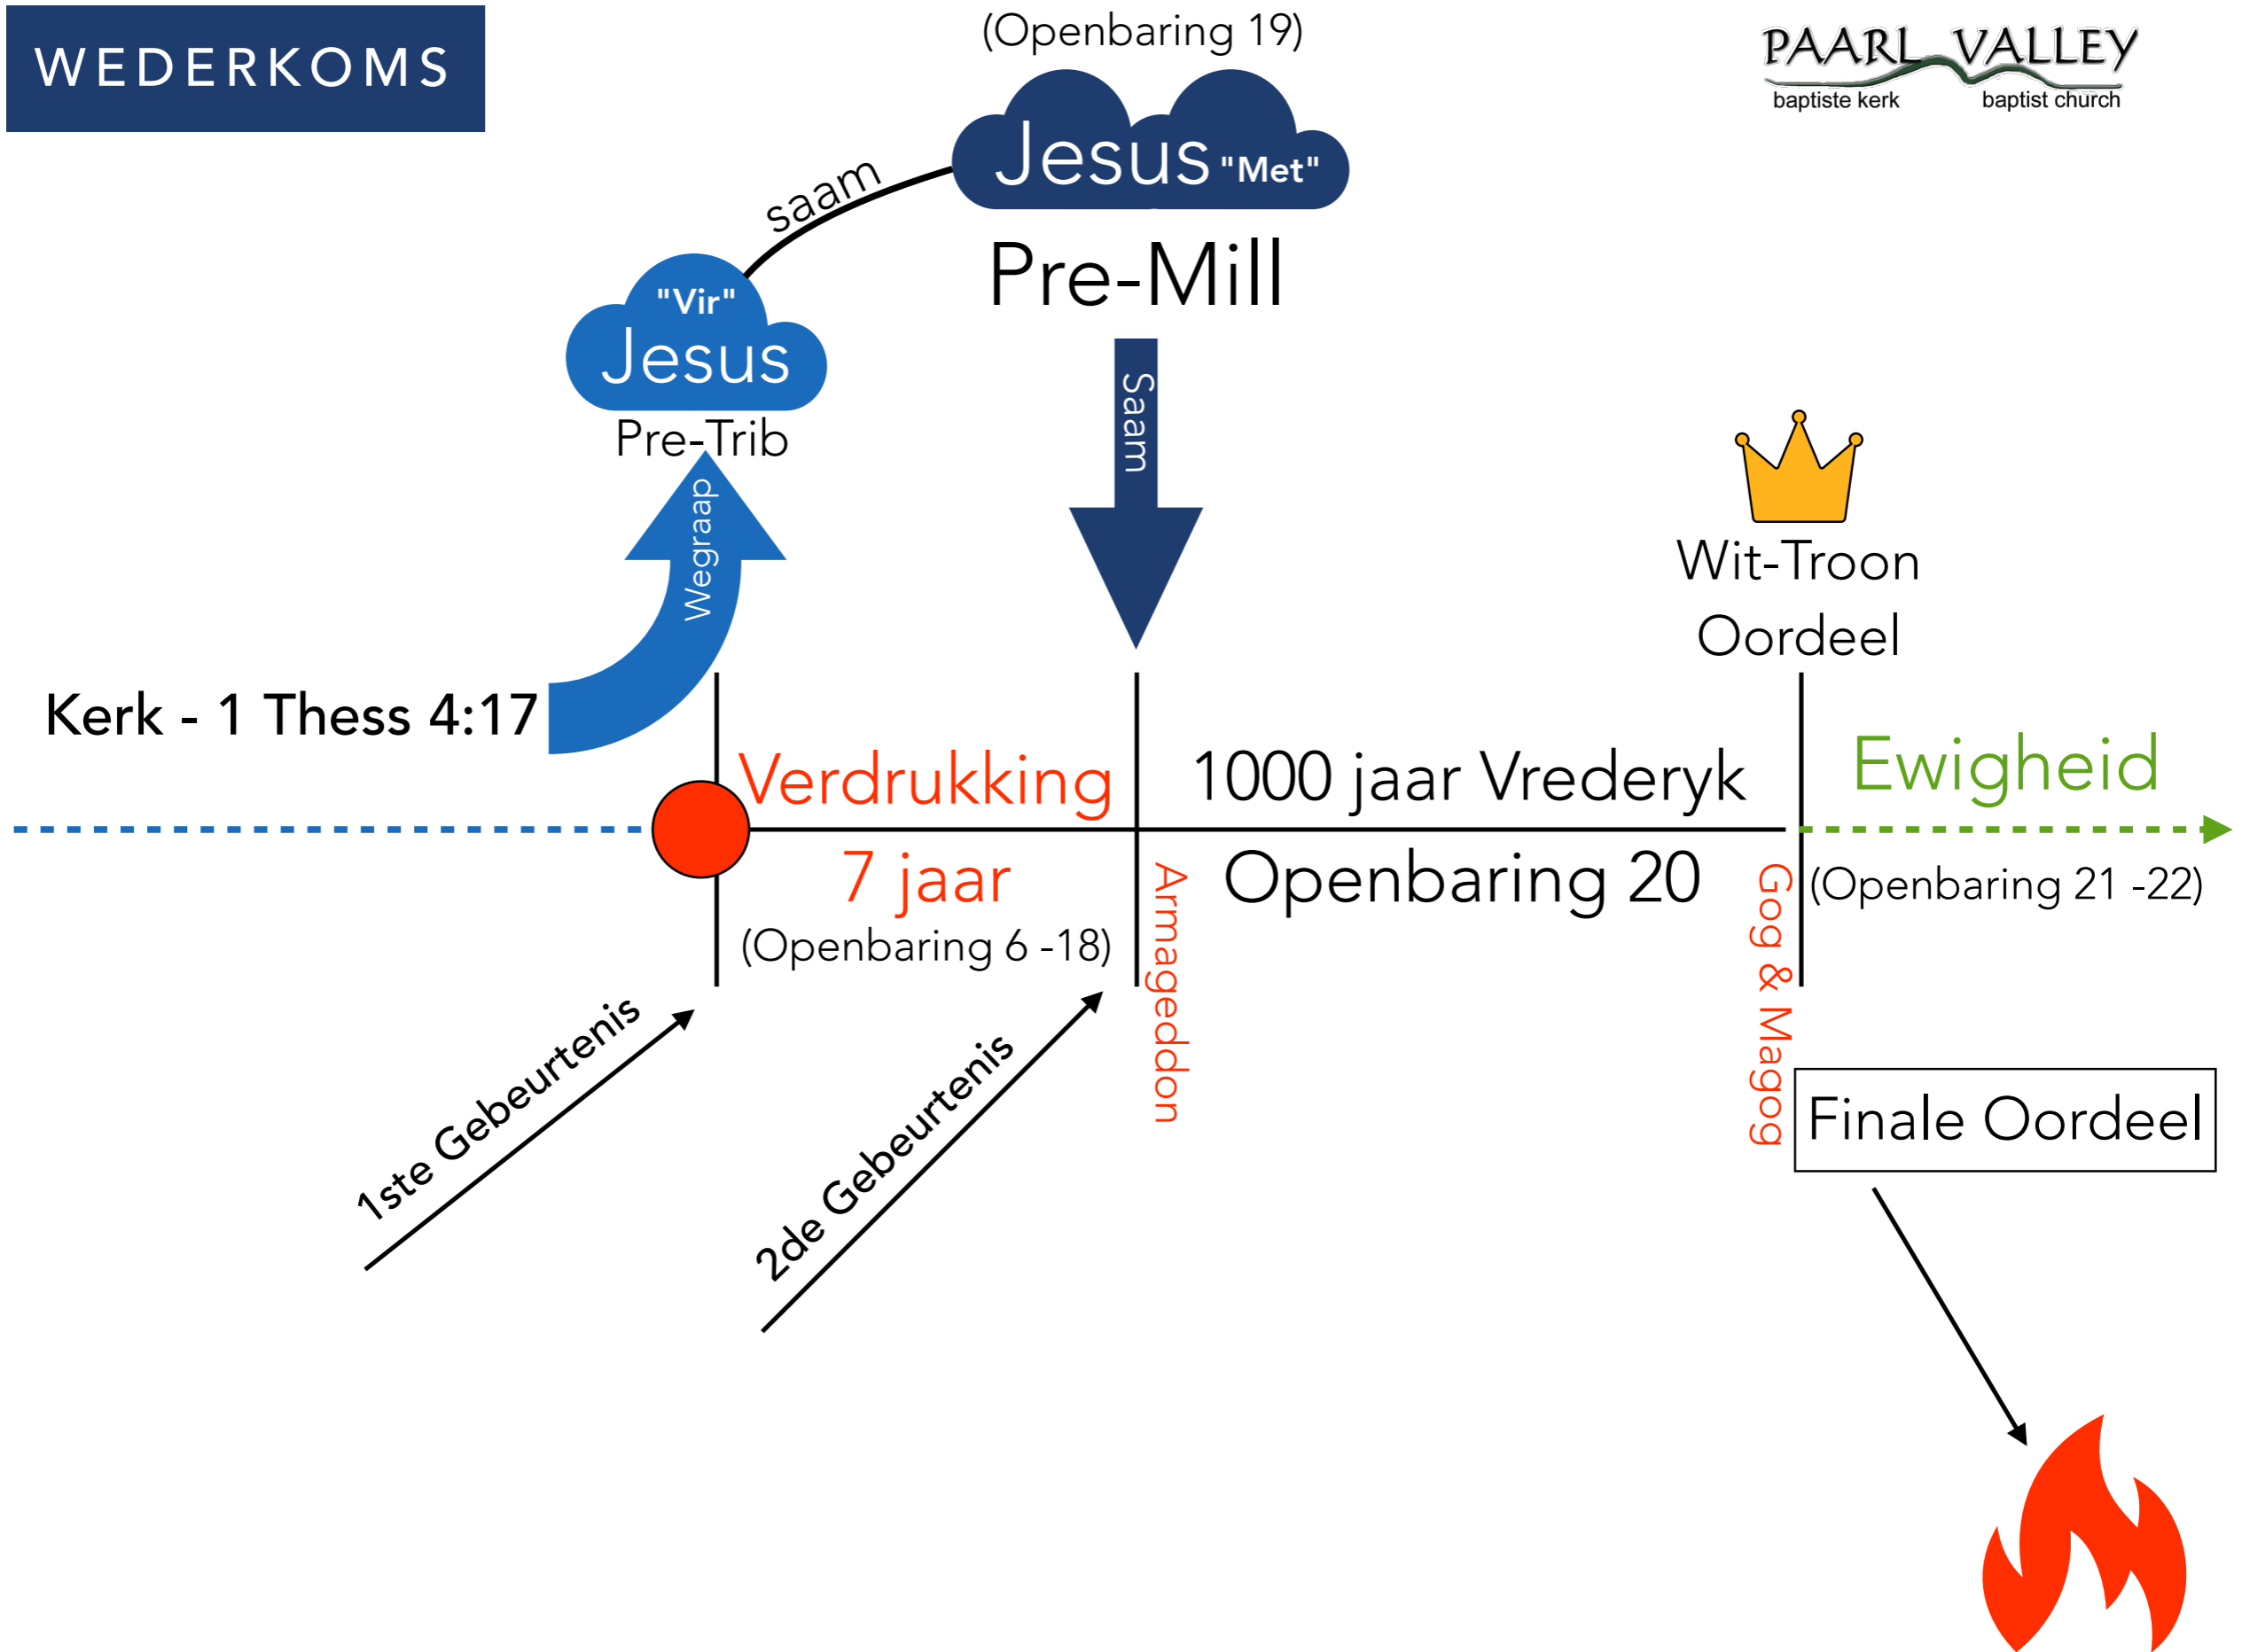 WEDERKOMS
(Openbaring 19)
PAARL VALLEY
baptiste kerk baptist church
Jesus "Met"
saam
Pre-Mill
"Vir"
Jesus
Pre-Trib
Saam
Wegraap
Wit-Troon
Oordeel
Kerk - 1 Thess 4:17
Verdrukking
1000 jaar Vrederyk
Ewigheid
7 jaar
Openbaring 20
(Openbaring 21 -22)
(Openbaring 6 -18)
Armageddon
Gog & Magog
1ste Gebeurtenis
2de Gebeurtenis
Finale Oordeel